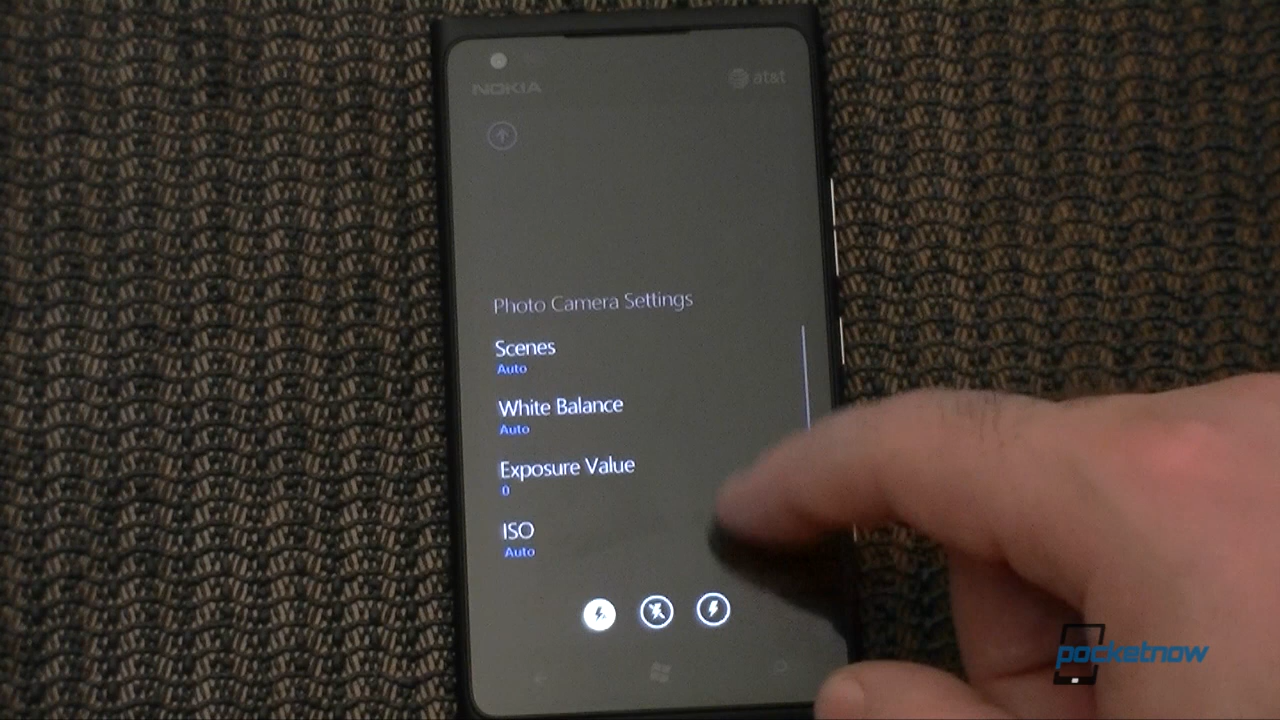 NOKIA
at&t
Photo Camera Settings
Scenes
Auto
White Balance
Auto
Exposure Value
0
ISO
Auto
pocketnow